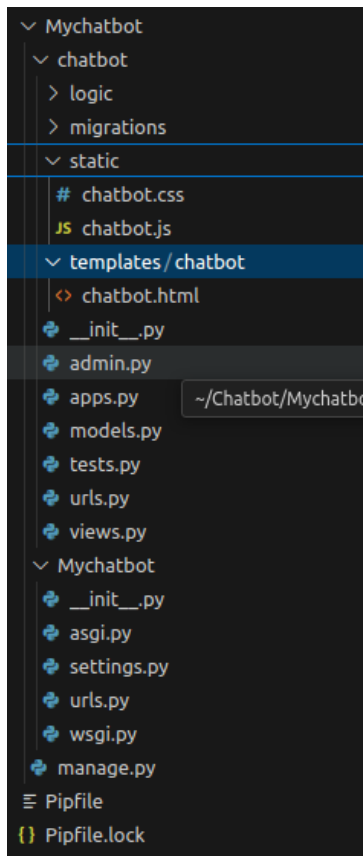 Mychatbot
chatbot
logic
migrations
static
# chatbot.css
JS chatbot.js
templates/chatbot
<> chatbot.html
__init__.py
admin.py
apps.py
~/Chatbot/Mychatbo
models.py
tests.py
urls.py
views.py
Mychatbot
__init__.py
asgi.py
settings.py
urls.py
wsgi.py
manage.py
Pipfile
{} Pipfile.lock